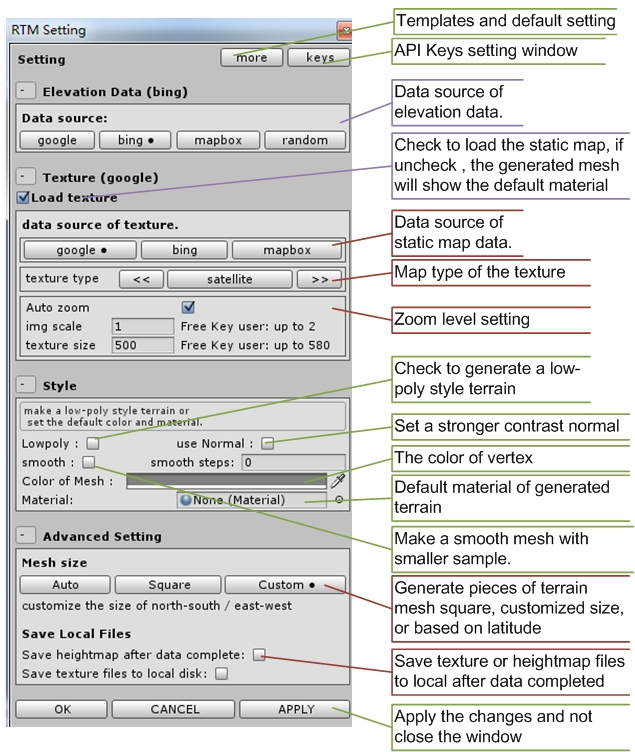 RTM Setting
Setting
more
keys
Elevation Data (bing)
Data source:
google
bing ●
mapbox
random
Texture (google)
Load texture
data source of texture.
google ●
bing
mapbox
texture type
<<
satellite
>>
Auto zoom
img scale
1
Free Key user: up to 2
texture size
500
Free Key user: up to 580
Style
make a low-poly style terrain or
set the default color and material.
Lowpoly :
use Normal :
smooth :
smooth steps:
0
Color of Mesh :
Material:
None (Material)
Advanced Setting
Mesh size
Auto
Square
Custom ●
customize the size of north-south / east-west
Save Local Files
Save heightmap after data complete:
Save texture files to local disk:
OK
CANCEL
APPLY
Templates and default setting
API Keys setting window
Data source of
elevation data.
Check to load the static map, if
uncheck , the generated mesh
will show the default material
Data source of
static map data.
Map type of the texture
Zoom level setting
Check to generate a low-
poly style terrain
Set a stronger contrast normal
The color of vertex
Default material of generated
terrain
Make a smooth mesh with
smaller sample.
Generate pieces of terrain
mesh square, customized size,
or based on latitude
Save texture or heightmap files
to local after data completed
Apply the changes and not
close the window